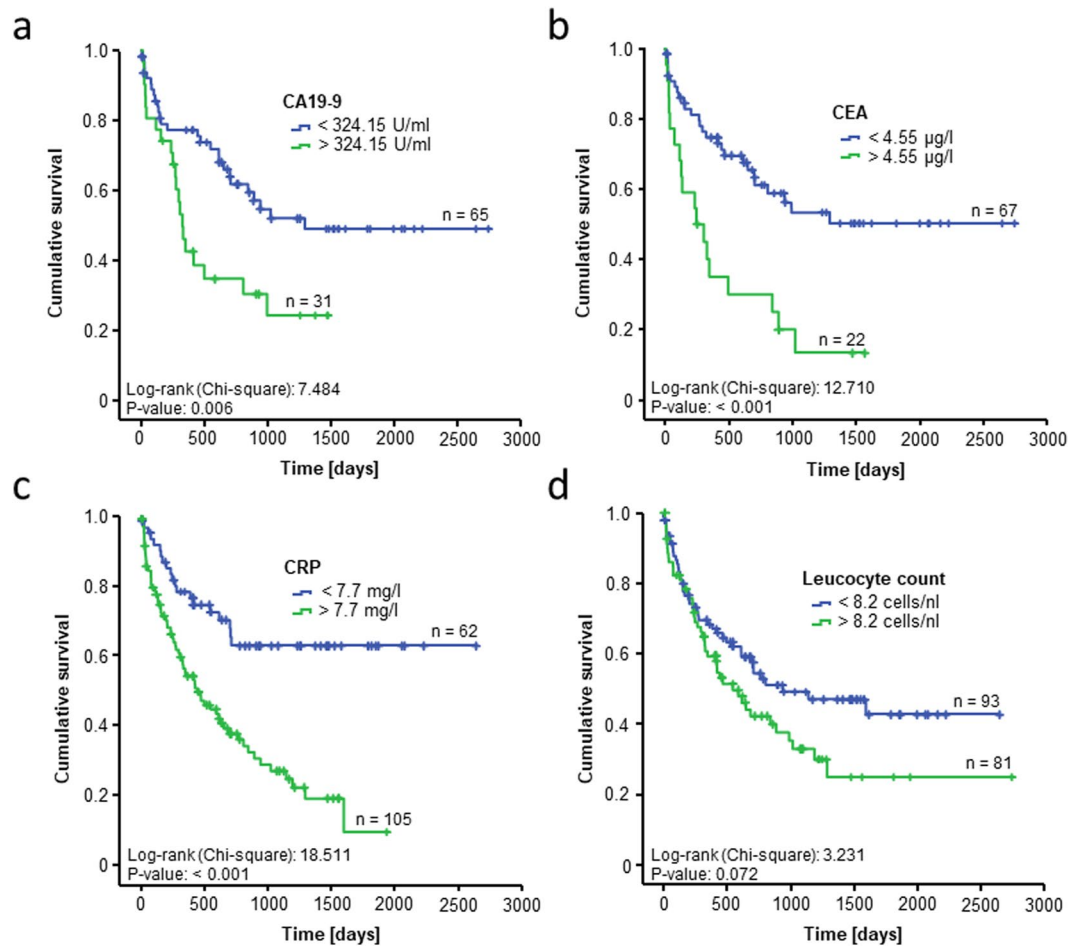 a
1.0
0.8
0.6
0.4
0.2
0
Cumulative survival
CA19-9
< 324.15 U/ml
> 324.15 U/ml
n = 65
n = 31
Log-rank (Chi-square): 7.484
P-value: 0.006
0 500 1000 1500 2000 2500 3000
Time [days]
b
1.0
0.8
0.6
0.4
0.2
0
Cumulative survival
CEA
< 4.55 µg/l
> 4.55 µg/l
n = 67
n = 22
Log-rank (Chi-square): 12.710
P-value: < 0.001
0 500 1000 1500 2000 2500 3000
Time [days]
c
1.0
0.8
0.6
0.4
0.2
0
Cumulative survival
CRP
< 7.7 mg/l
> 7.7 mg/l
n = 62
n = 105
Log-rank (Chi-square): 18.511
P-value: < 0.001
0 500 1000 1500 2000 2500 3000
Time [days]
d
1.0
0.8
0.6
0.4
0.2
0
Cumulative survival
Leucocyte count
< 8.2 cells/nl
> 8.2 cells/nl
n = 93
n = 81
Log-rank (Chi-square): 3.231
P-value: 0.072
0 500 1000 1500 2000 2500 3000
Time [days]